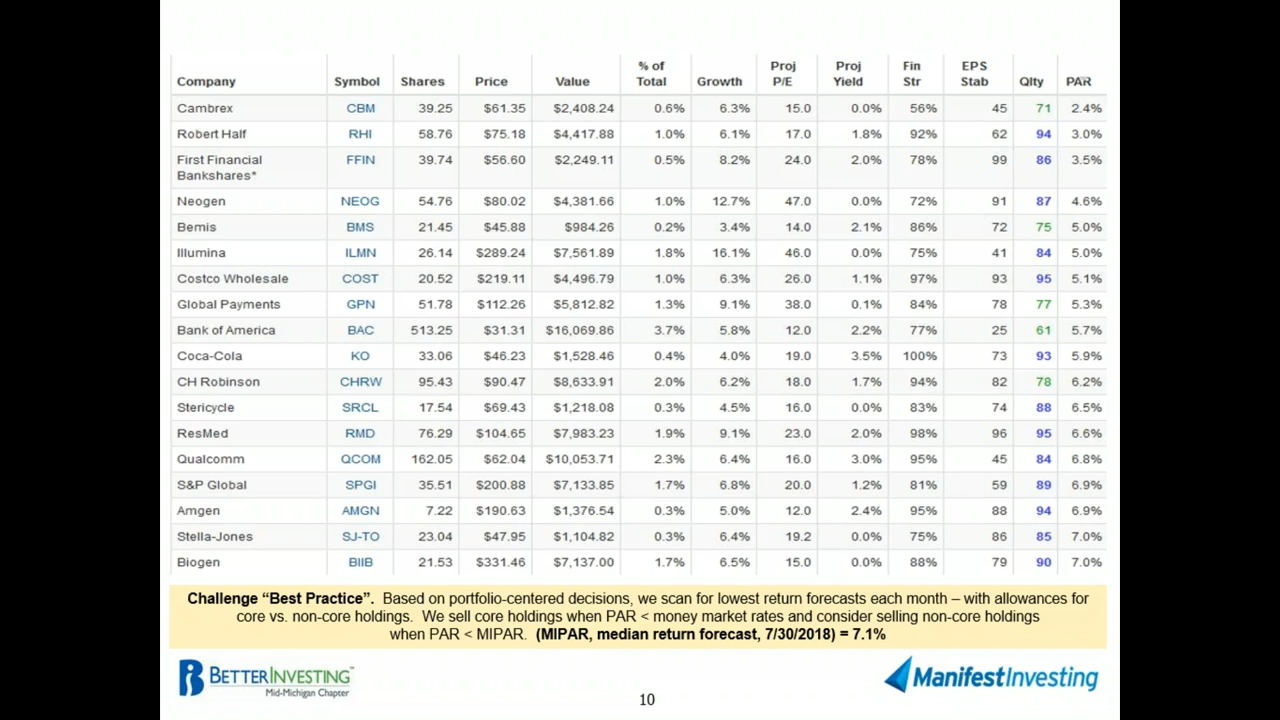 Company Symbol Shares Price Value % of Total Growth Proj P/E Proj Yield Fin Str EPS Stab Qlty PAR
Cambrex CBM 39.25 $61.35 $2,408.24 0.6% 6.3% 15.0 0.0% 56% 45 71 2.4%
Robert Half RHI 58.76 $75.18 $4,417.88 1.0% 6.1% 17.0 1.8% 92% 62 94 3.0%
First Financial Bankshares* FFIN 39.74 $56.60 $2,249.11 0.5% 8.2% 24.0 2.0% 78% 99 86 3.5%
Neogen NEOG 54.76 $80.02 $4,381.66 1.0% 12.7% 47.0 0.0% 72% 91 87 4.6%
Bemis BMS 21.45 $45.88 $984.26 0.2% 3.4% 14.0 2.1% 86% 72 75 5.0%
Illumina ILMN 26.14 $289.24 $7,561.89 1.8% 16.1% 46.0 0.0% 75% 41 84 5.0%
Costco Wholesale COST 20.52 $219.11 $4,496.79 1.0% 6.3% 26.0 1.1% 97% 93 95 5.1%
Global Payments GPN 51.78 $112.26 $5,812.82 1.3% 9.1% 38.0 0.1% 84% 78 77 5.3%
Bank of America BAC 513.25 $31.31 $16,069.86 3.7% 5.8% 12.0 2.2% 77% 25 61 5.7%
Coca-Cola KO 33.06 $46.23 $1,528.46 0.4% 4.0% 19.0 3.5% 100% 73 93 5.9%
CH Robinson CHRW 95.43 $90.47 $8,633.91 2.0% 6.2% 18.0 1.7% 94% 82 78 6.2%
Stericycle SRCL 17.54 $69.43 $1,218.08 0.3% 4.5% 16.0 0.0% 83% 74 88 6.5%
ResMed RMD 76.29 $104.65 $7,983.23 1.9% 9.1% 23.0 2.0% 98% 96 95 6.6%
Qualcomm QCOM 162.05 $62.04 $10,053.71 2.3% 6.4% 16.0 3.0% 95% 45 84 6.8%
S&P Global SPGI 35.51 $200.88 $7,133.85 1.7% 6.8% 20.0 1.2% 81% 59 89 6.9%
Amgen AMGN 7.22 $190.63 $1,376.54 0.3% 5.0% 12.0 2.4% 95% 88 94 6.9%
Stella-Jones SJ-TO 23.04 $47.95 $1,104.82 0.3% 6.4% 19.2 0.0% 75% 86 85 7.0%
Biogen BIIB 21.53 $331.46 $7,137.00 1.7% 6.5% 15.0 0.0% 88% 79 90 7.0%
Challenge “Best Practice”. Based on portfolio-centered decisions, we scan for lowest return forecasts each month – with allowances for
core vs. non-core holdings. We sell core holdings when PAR < money market rates and consider selling non-core holdings
when PAR < MIPAR. (MIPAR, median return forecast, 7/30/2018) = 7.1%
BETTERINVESTING™
Mid-Michigan Chapter
10
ManifestInvesting